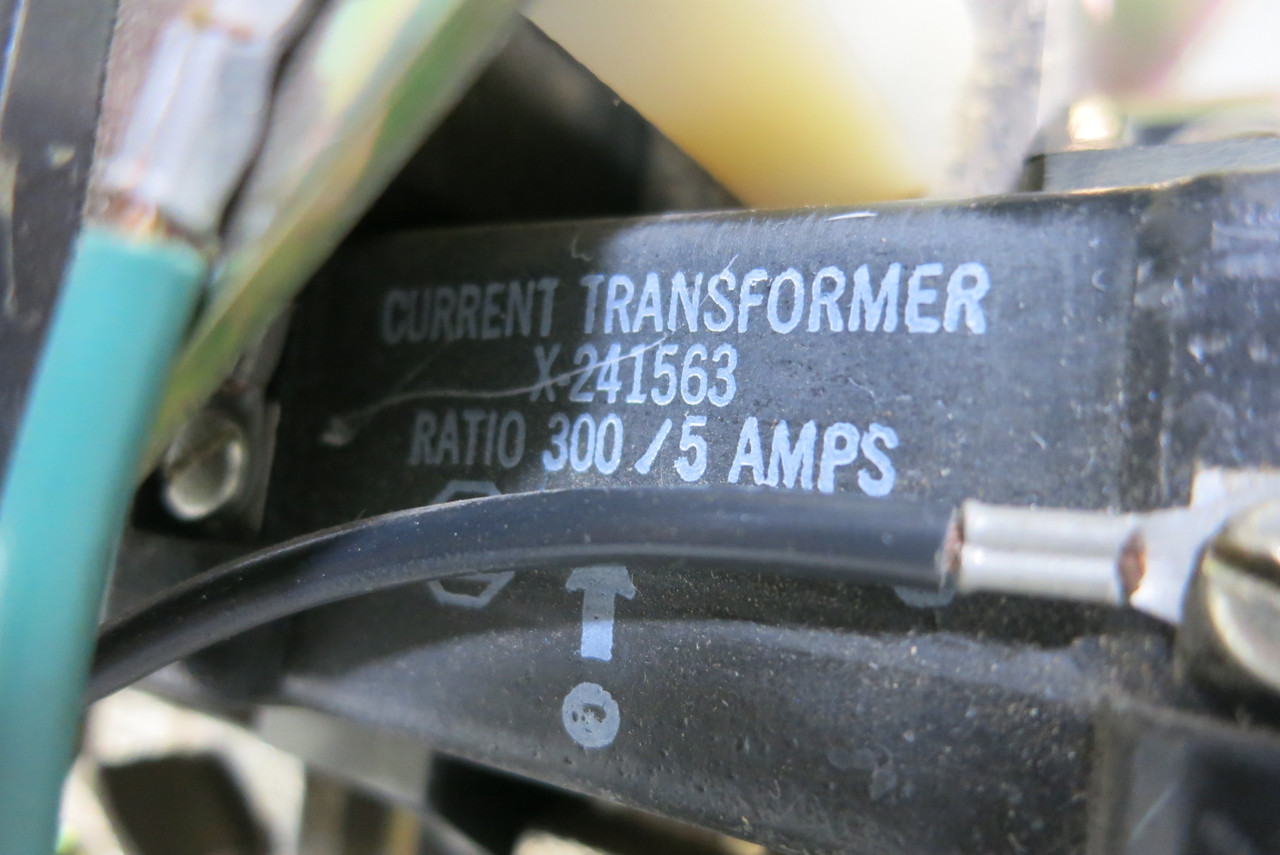 CURRENT TRANSFORMER
X-241563
RATIO 300/5 AMPS